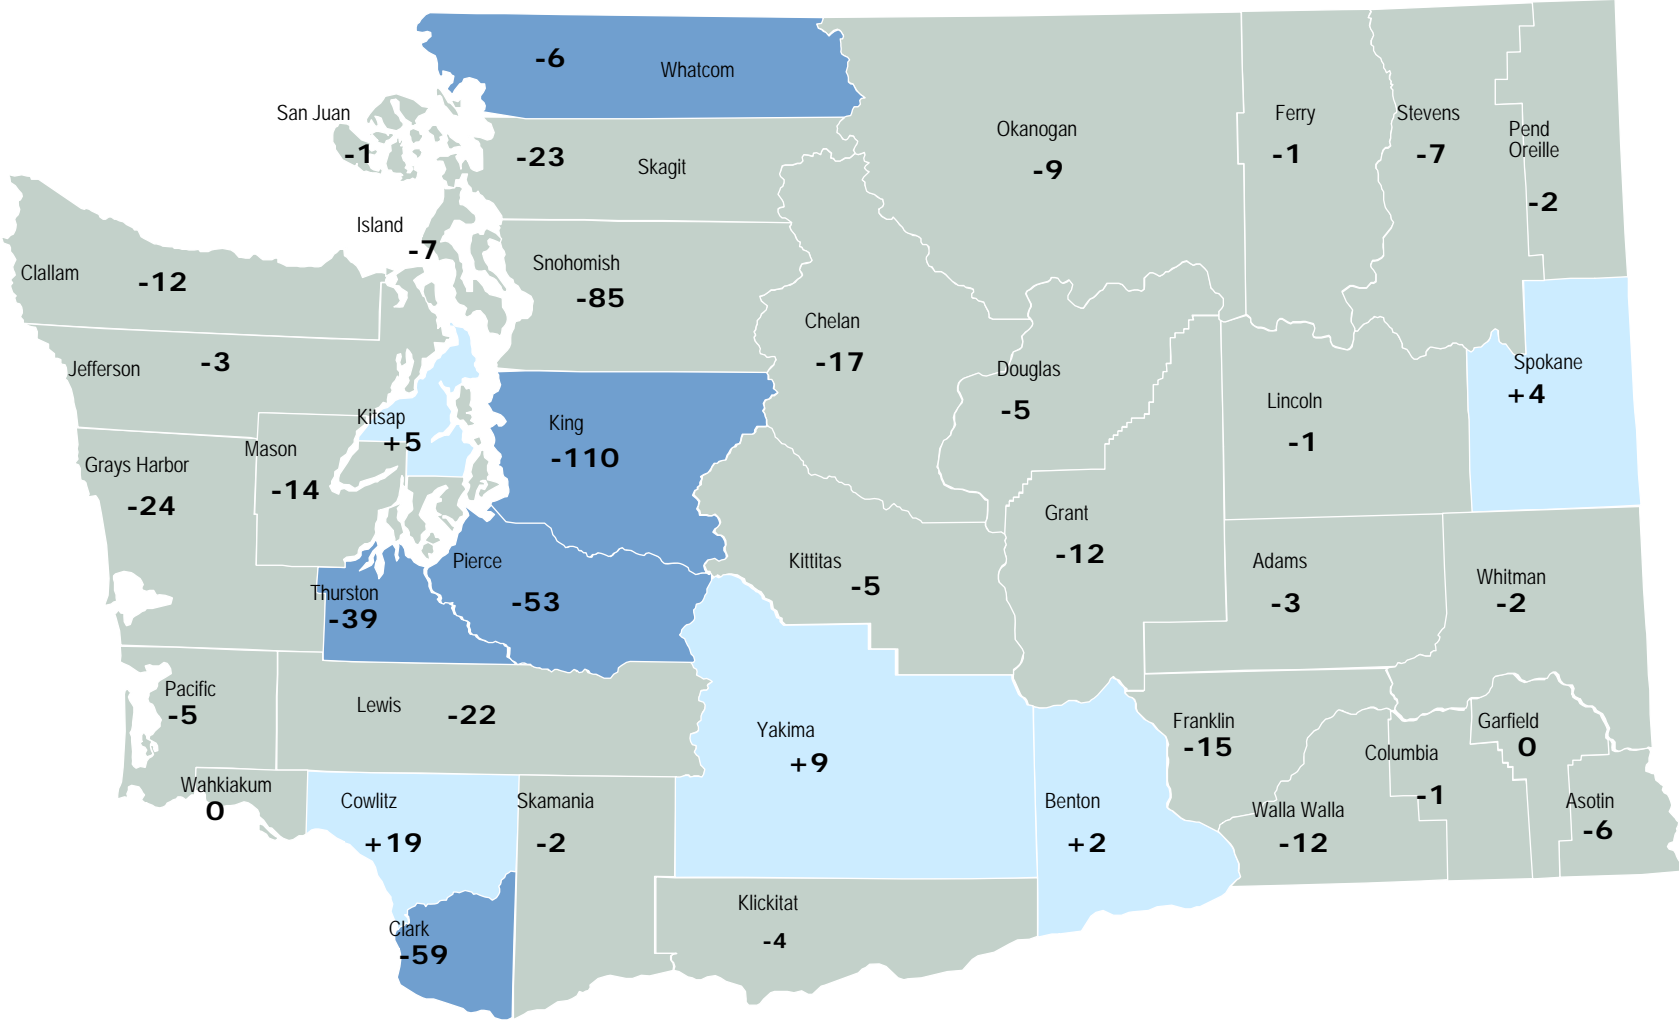 -6
Whatcom
San Juan
-1
-23
Skagit
Okanogan
-9
Ferry
-1
Stevens
-7
Pend
Oreille
-2
Island
-7
Clallam
-12
Snohomish
-85
Chelan
-17
Jefferson
-3
Douglas
-5
Spokane
+4
Lincoln
-1
Kitsap
+5
King
-110
Mason
-14
Grays Harbor
-24
Grant
-12
Kittitas
-5
Pierce
-53
Adams
-3
Whitman
-2
Thurston
-39
Pacific
-5
Lewis
-22
Yakima
+9
Franklin
-15
Garfield
0
Columbia
-1
Wahkiakum
0
Cowlitz
+19
Skamania
-2
Benton
+2
Walla Walla
-12
Asotin
-6
Klickitat
-4
Clark
-59